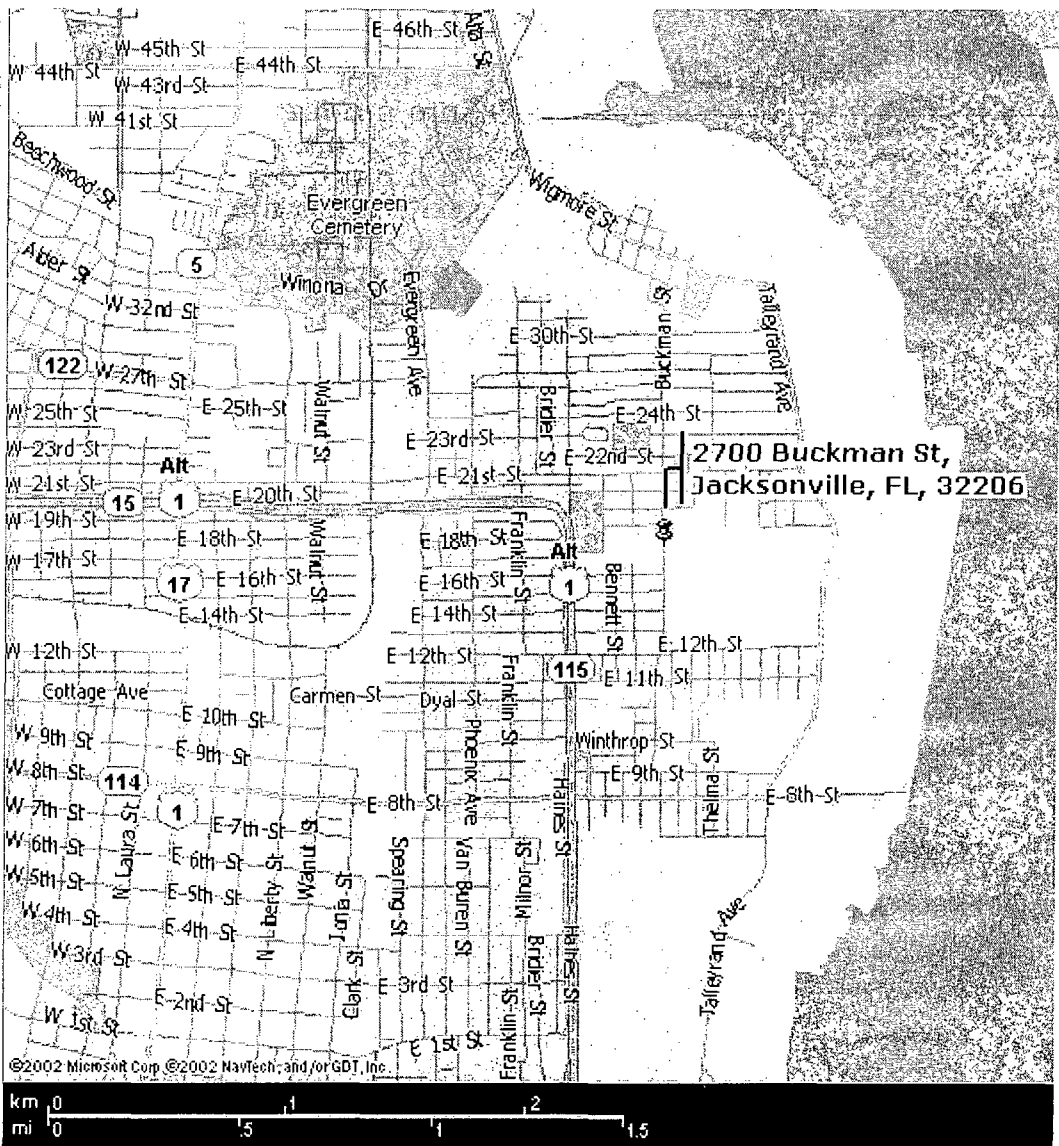 E 46th St
Alto St
W 45th St
W 44th St
E 44th St
W 43rd St
W 41st St
Beechwood St
Evergreen
Cemetery
Wigmore St
Alder St
5
Winona Dr
Evergreen Ave
Buckman St
Talleyrand Ave
W 32nd St
E 30th St
122
W 27th St
W 25th St
E 25th St
Walnut St
Brider St
E 24th St
W 23rd St
E 23rd St
E 22nd St
2700 Buckman St,
Jacksonville, FL, 32206
Alt
1
W 21st St
E 21st St
15
E 20th St
W 19th St
E 18th St
Walnut St
E 18th St
Franklin St
Alt
1
W 17th St
17
E 16th St
E 16th St
Bennett St
E 14th St
E 14th St
W 12th St
E 12th St
E 12th St
Franklin St
115
E 11th St
Cottage Ave
Carmen St
Dyal St
E 10th St
Phoenix Ave
W 9th St
E 9th St
Winthrop St
W 8th St
114
E 9th St
Thelma St
E 8th St
Haines St
E 8th St
W 7th St
N Laura St
1
E 7th St
Walnut St
W 6th St
E 6th St
N Liberty St
Spearing St
Van Buren St
Milnor St
W 5th St
E 5th St
Iona St
W 4th St
E 4th St
Talleyrand Ave
W 3rd St
Clark St
E 3rd St
Brider St
Haines St
E 2nd St
W 1st St
E 1st St
Franklin St
©2002 Microsoft Corp ©2002 NavTech, and/or GDT, Inc.
km 0 1 2
mi 0 .5 1 1.5